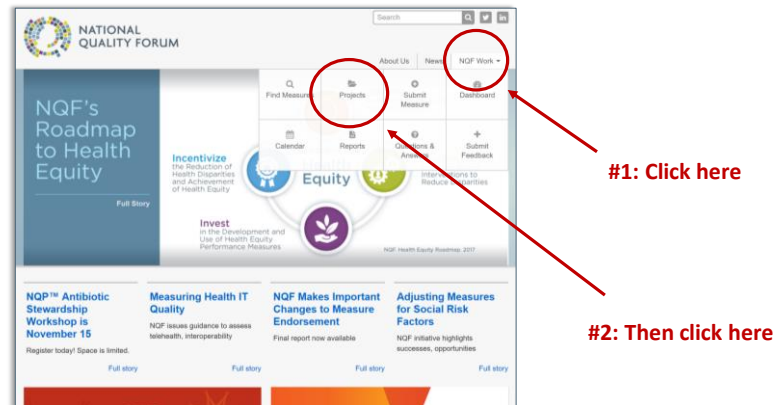 NATIONAL
QUALITY FORUM
Search
About Us
News
NQF Work
Find Measures
Projects
Submit
Measure
Dashboard
Calendar
Reports
Questions &
Answers
Submit
Feedback
NQF's
Roadmap
to Health
Equity
Full Story
Incentivize
the Reduction of
Health Disparities
and Achievement
of Health Equity
Equity
Interventions to
Reduce Disparities
Invest
in the Development and
Use of Health Equity
Performance Measures
NQF Health Equity Roadmap, 2017
#1: Click here
#2: Then click here
NQP™ Antibiotic
Stewardship
Workshop is
November 15
Register today! Space is limited.
Full story
Measuring Health IT
Quality
NQF issues guidance to assess
telehealth, interoperability
Full story
NQF Makes Important
Changes to Measure
Endorsement
Final report now available
Full story
Adjusting Measures
for Social Risk
Factors
NQF initiative highlights
successes, opportunities
Full story